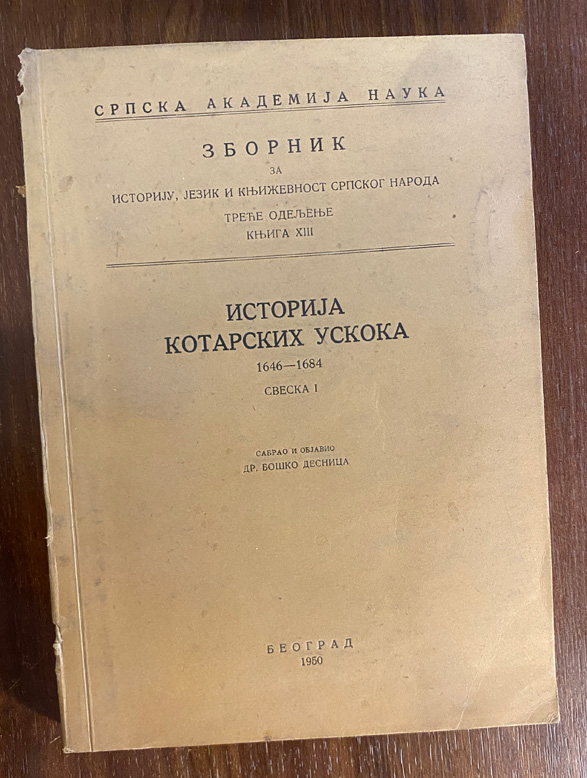 СРПСКА АКАДЕМИЈА НАУКА
ЗБОРНИК
ЗА
ИСТОРИЈУ, ЈЕЗИК И КЊИЖЕВНОСТ СРПСКОГ НАРОДА
ТРЕЋЕ ОДЕЉЕЊЕ
КЊИГА XIII
ИСТОРИЈА
КОТАРСКИХ УСКОКА
1646—1684
СВЕСКА I
САБРАО И ОБЈАВИО
ДР. БОШКО ДЕСНИЦА
БЕОГРАД
1950